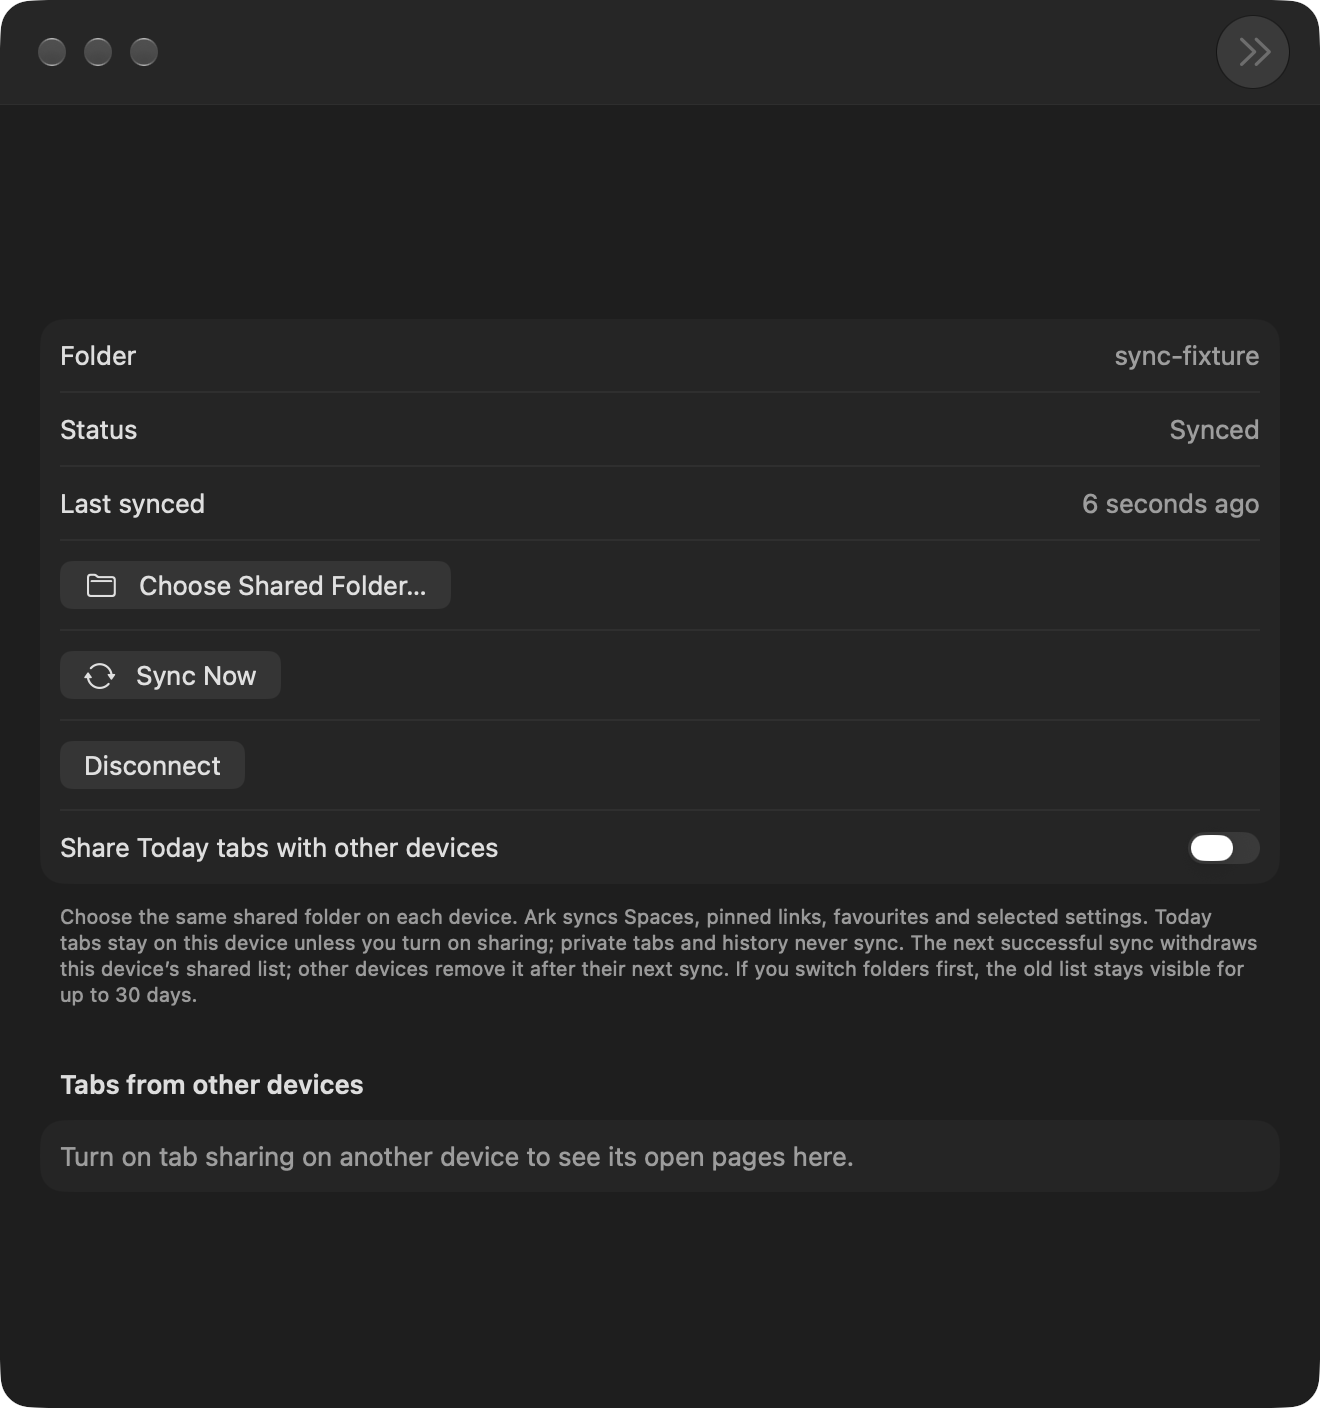 Folder
sync-fixture
Status
Synced
Last synced
6 seconds ago
Choose Shared Folder...
Sync Now
Disconnect
Share Today tabs with other devices
Choose the same shared folder on each device. Ark syncs Spaces, pinned links, favourites and selected settings. Today
tabs stay on this device unless you turn on sharing; private tabs and history never sync. The next successful sync withdraws
this device’s shared list; other devices remove it after their next sync. If you switch folders first, the old list stays visible for
up to 30 days.
Tabs from other devices
Turn on tab sharing on another device to see its open pages here.